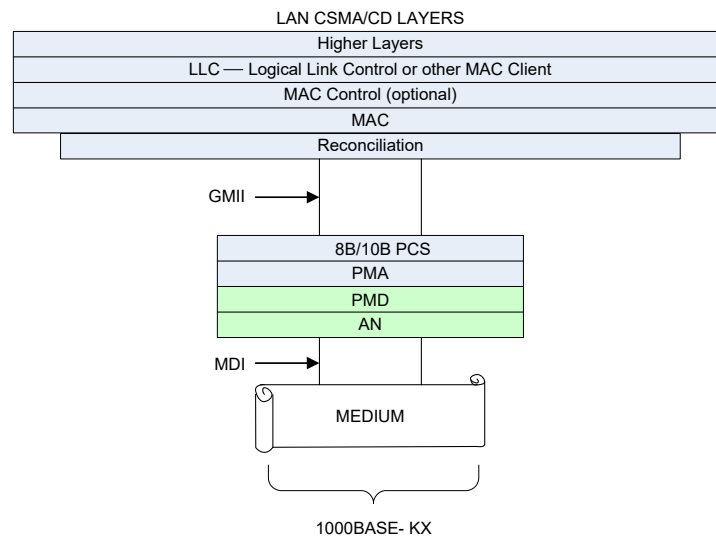 LAN CSMA/CD LAYERS
Higher Layers
LLC — Logical Link Control or other MAC Client
MAC Control (optional)
MAC
Reconciliation
GMII
8B/10B PCS
PMA
PMD
AN
MDI
MEDIUM
1000BASE- KX